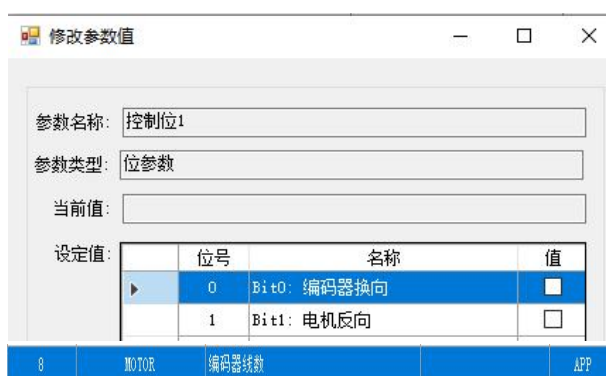 修改参数值
参数名称: 控制位1
参数类型: 位参数
当前值:
设定值:
位号 名称 值
0 Bit0: 编码器换向
1 Bit1: 电机反向
8 MOTOR 编码器线数 APP